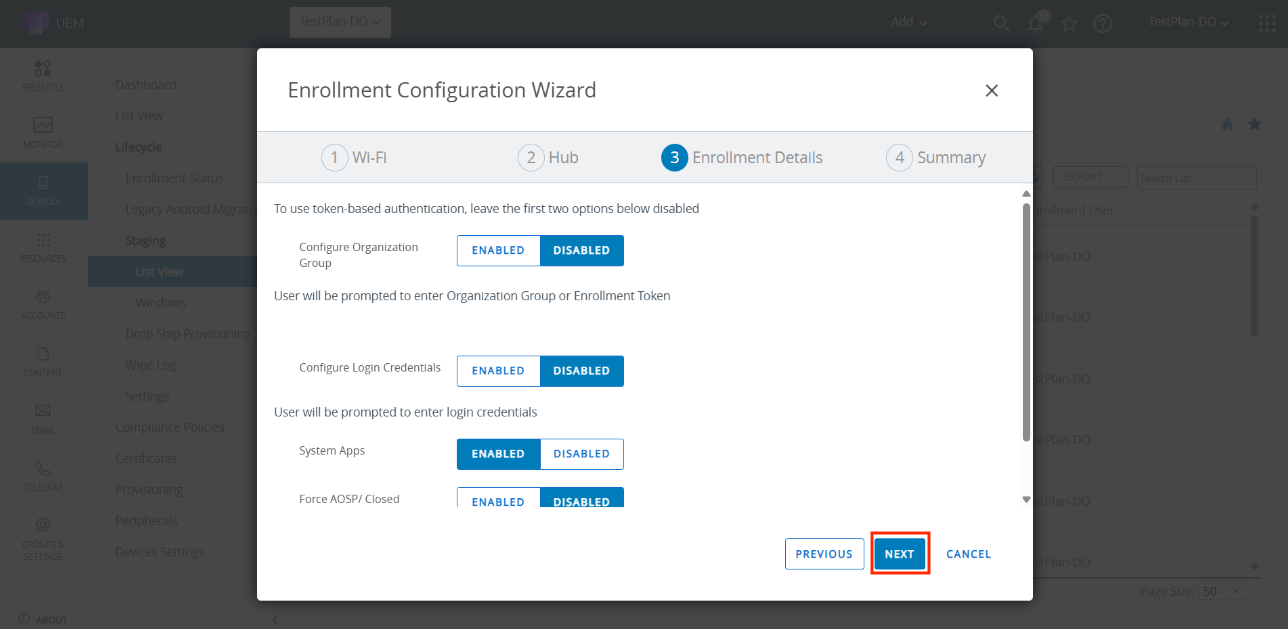 UEM
TestPlan-DO
Add
TestPlan-DO
FREESTYLE
MONITOR
DEVICES
RESOURCES
ACCOUNTS
CONTENT
EMAIL
TELECOM
GROUPS &
SETTINGS
ABOUT
Dashboard
List View
Lifecycle
Enrollment Status
Legacy Android Migrati
Staging
List View
Windows
Drop Ship Provisioning
Wipe Log
Settings
Compliance Policies
Certificates
Provisioning
Peripherals
Devices Settings
Enrollment Configuration Wizard
1 Wi-Fi
2 Hub
3 Enrollment Details
4 Summary
To use token-based authentication, leave the first two options below disabled
Configure Organization
Group
ENABLED DISABLED
User will be prompted to enter Organization Group or Enrollment Token
Configure Login Credentials ENABLED DISABLED
User will be prompted to enter login credentials
System Apps ENABLED DISABLED
Force AOSP/ Closed ENABLED DISABLED
PREVIOUS NEXT CANCEL
EXPORT
Search List
nrollment User
stPlan-DO
stPlan-DO
stPlan-DO
stPlan-DO
stPlan-DO
stPlan-DO
Page Size: 50